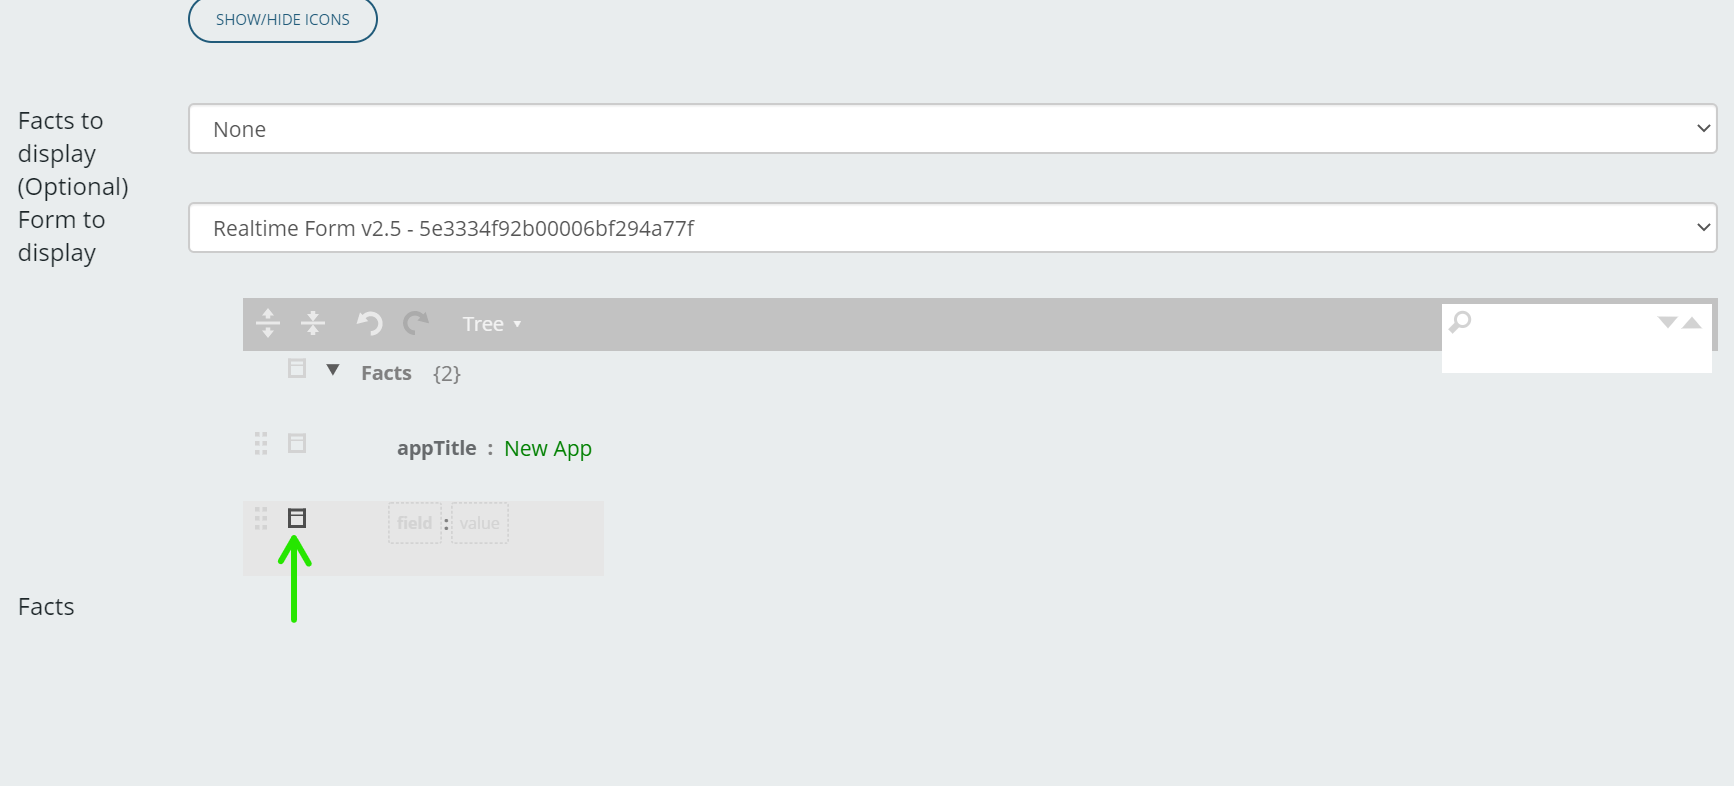 SHOW/HIDE ICONS
Facts to
display
(Optional)
None
Form to
display
Realtime Form v2.5 - 5e3334f92b00006bf294a77f
Tree
Facts {2}
appTitle : New App
field : value
Facts